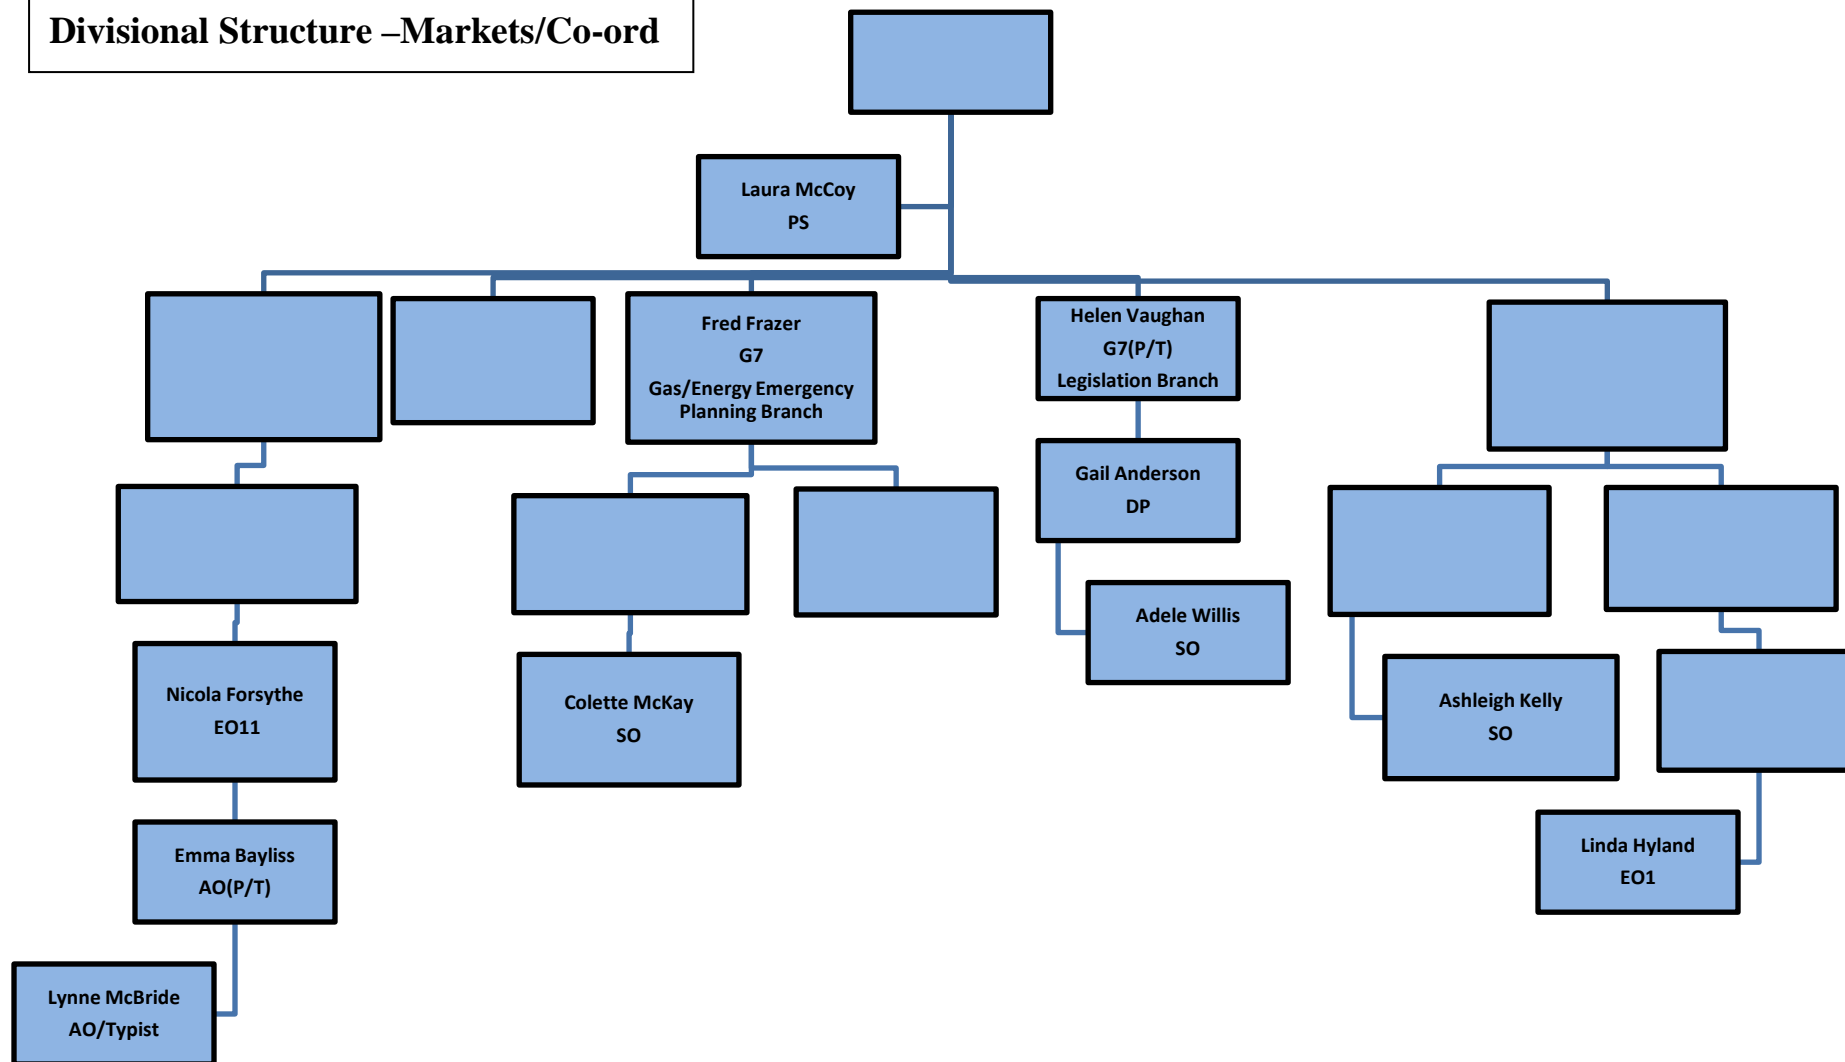 Divisional Structure –Markets/Co-ord
Laura McCoy
PS
Fred Frazer
G7
Gas/Energy Emergency
Planning Branch
Helen Vaughan
G7(P/T)
Legislation Branch
Gail Anderson
DP
Adele Willis
SO
Nicola Forsythe
EO11
Colette McKay
SO
Ashleigh Kelly
SO
Emma Bayliss
AO(P/T)
Linda Hyland
EO1
Lynne McBride
AO/Typist